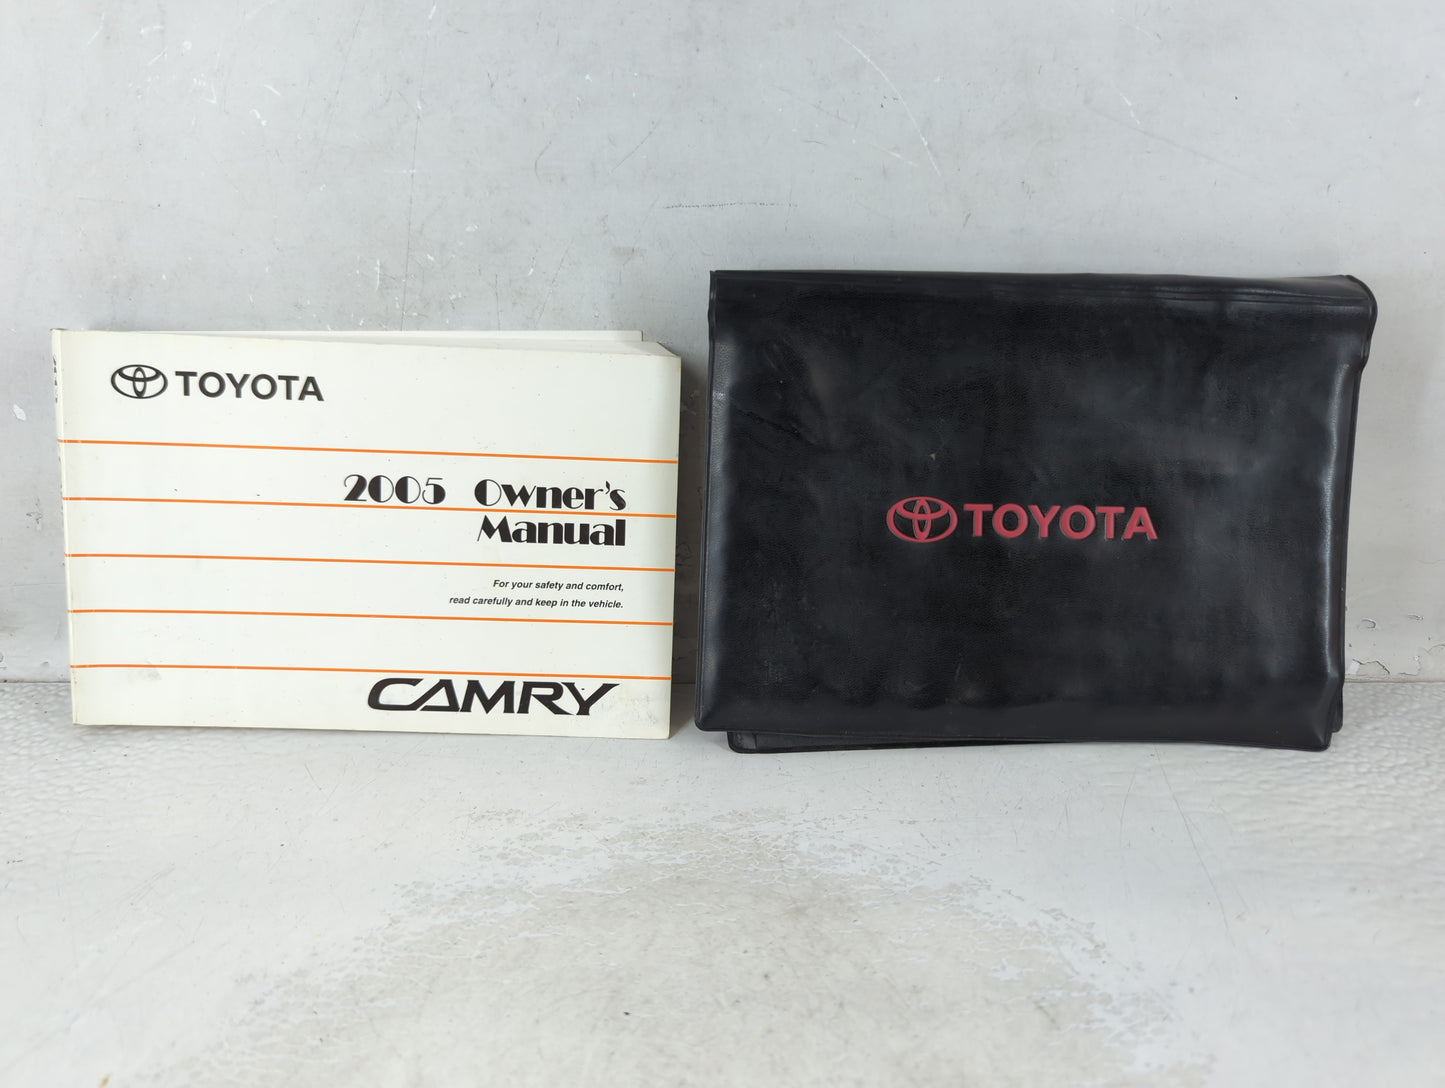 TOYOTA
2005 Owner's
Manual
For your safety and comfort,
read carefully and keep in the vehicle.
CAMRY
TOYOTA